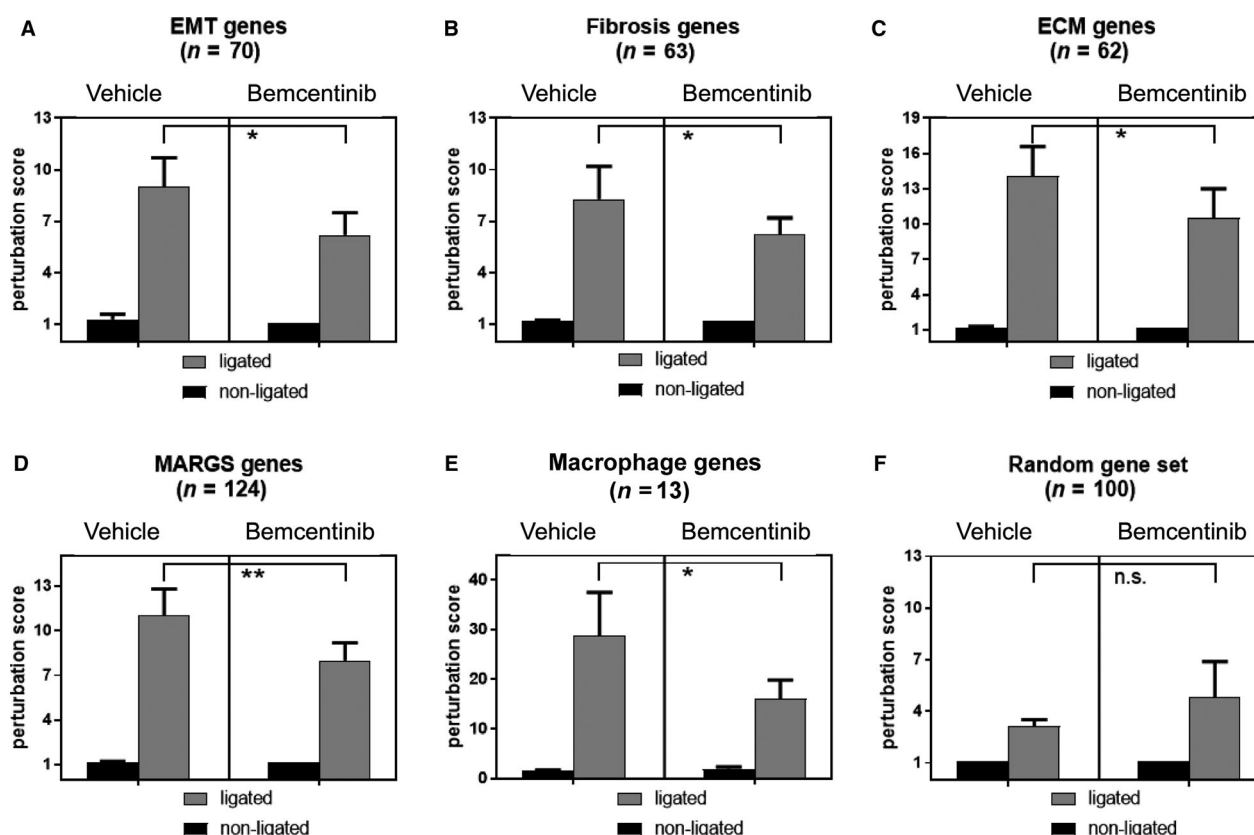 A
EMT genes
(n = 70)
Vehicle
Bemcentinib
13
10
7
4
1
perturbation score
*
ligated
non-ligated
B
Fibrosis genes
(n = 63)
Vehicle
Bemcentinib
13
10
7
4
1
perturbation score
*
ligated
non-ligated
C
ECM genes
(n = 62)
Vehicle
Bemcentinib
19
16
13
10
7
4
1
perturbation score
*
ligated
non-ligated
D
MARGS genes
(n = 124)
Vehicle
Bemcentinib
13
10
7
4
1
perturbation score
**
ligated
non-ligated
E
Macrophage genes
(n = 13)
Vehicle
Bemcentinib
40
30
20
10
0
perturbation score
*
ligated
non-ligated
F
Random gene set
(n = 100)
Vehicle
Bemcentinib
13
10
7
4
1
perturbation score
n.s.
ligated
non-ligated